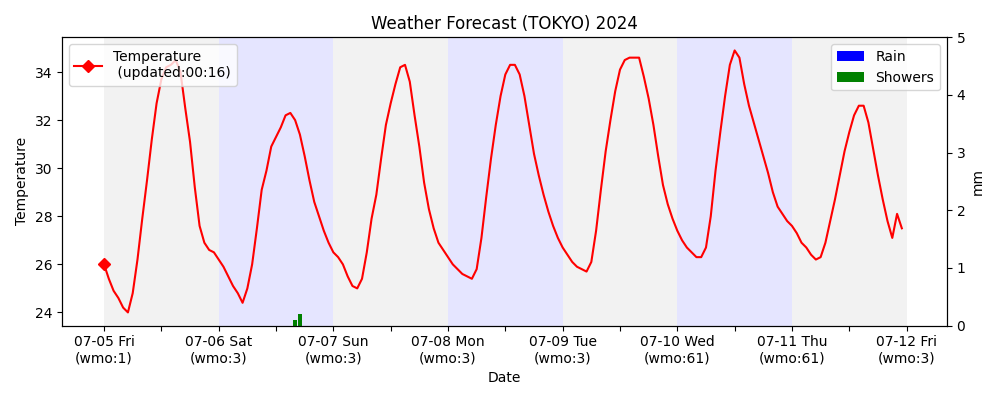 Weather Forecast (TOKYO) 2024
Temperature
(updated:00:16)
Rain
Showers
Temperature
34
32
30
28
26
24
5
4
3
2
1
0
mm
07-05 Fri
(wmo:1)
07-06 Sat
(wmo:3)
07-07 Sun
(wmo:3)
07-08 Mon
(wmo:3)
07-09 Tue
(wmo:3)
07-10 Wed
(wmo:61)
07-11 Thu
(wmo:61)
07-12 Fri
(wmo:3)
Date